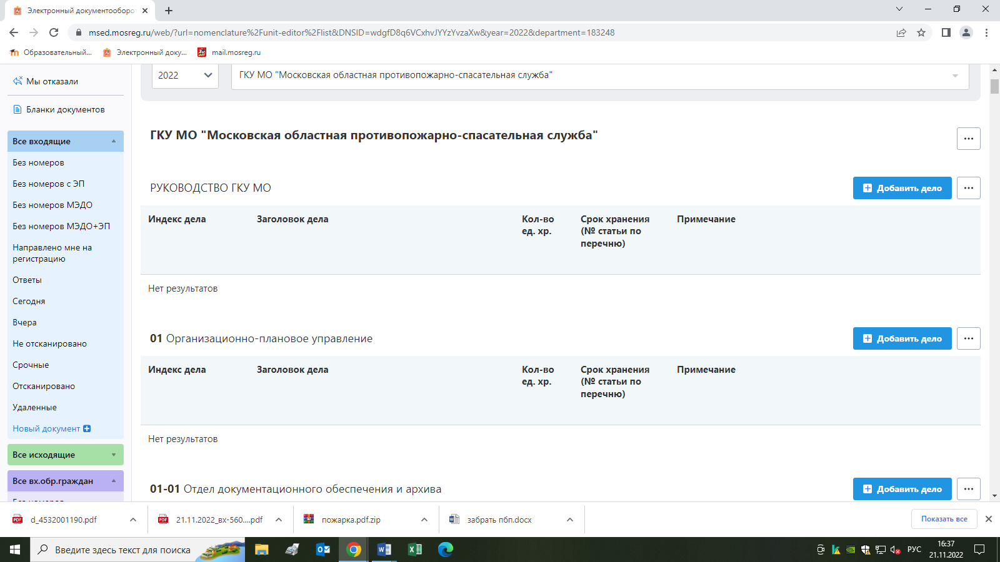 Электронный документооборот
msed.mosreg.ru/web/?url=nomenclature%2Funit-editor%2Flist&DNSID=wdgfD8q6VCxhvJYYzYvzaXw&year=2022&department=183248
Образовательный...
Электронный доку...
mail.mosreg.ru
Мы отказали
Бланки документов
Все входящие
Без номеров
Без номеров с ЭП
Без номеров МЭДО
Без номеров МЭДО+ЭП
Направлено мне на
регистрацию
Ответы
Сегодня
Вчера
Не отсканировано
Срочные
Отсканировано
Удаленные
Новый документ
Все исходящие
Все вх.обр.граждан
2022
ГКУ МО "Московская областная противопожарно-спасательная служба"
ГКУ МО "Московская областная противопожарно-спасательная служба"
РУКОВОДСТВО ГКУ МО
Добавить дело
Индекс дела
Заголовок дела
Кол-во
ед. хр.
Срок хранения
(№ статьи по
перечню)
Примечание
Нет результатов
01 Организационно-плановое управление
Добавить дело
Индекс дела
Заголовок дела
Кол-во
ед. хр.
Срок хранения
(№ статьи по
перечню)
Примечание
Нет результатов
01-01 Отдел документационного обеспечения и архива
Добавить дело
d_4532001190.pdf
21.11.2022_вх-560....pdf
пожарка.pdf.zip
забрать пбп.docx
Показать все
Введите здесь текст для поиска
РУС
16:37
21.11.2022